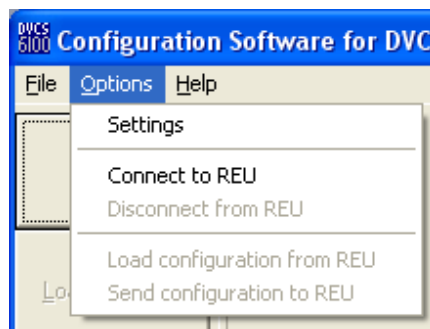 DVCS
6100 Configuration Software for DVC
File Options Help
Settings
Connect to REU
Disconnect from REU
Load configuration from REU
Lo
Send configuration to REU